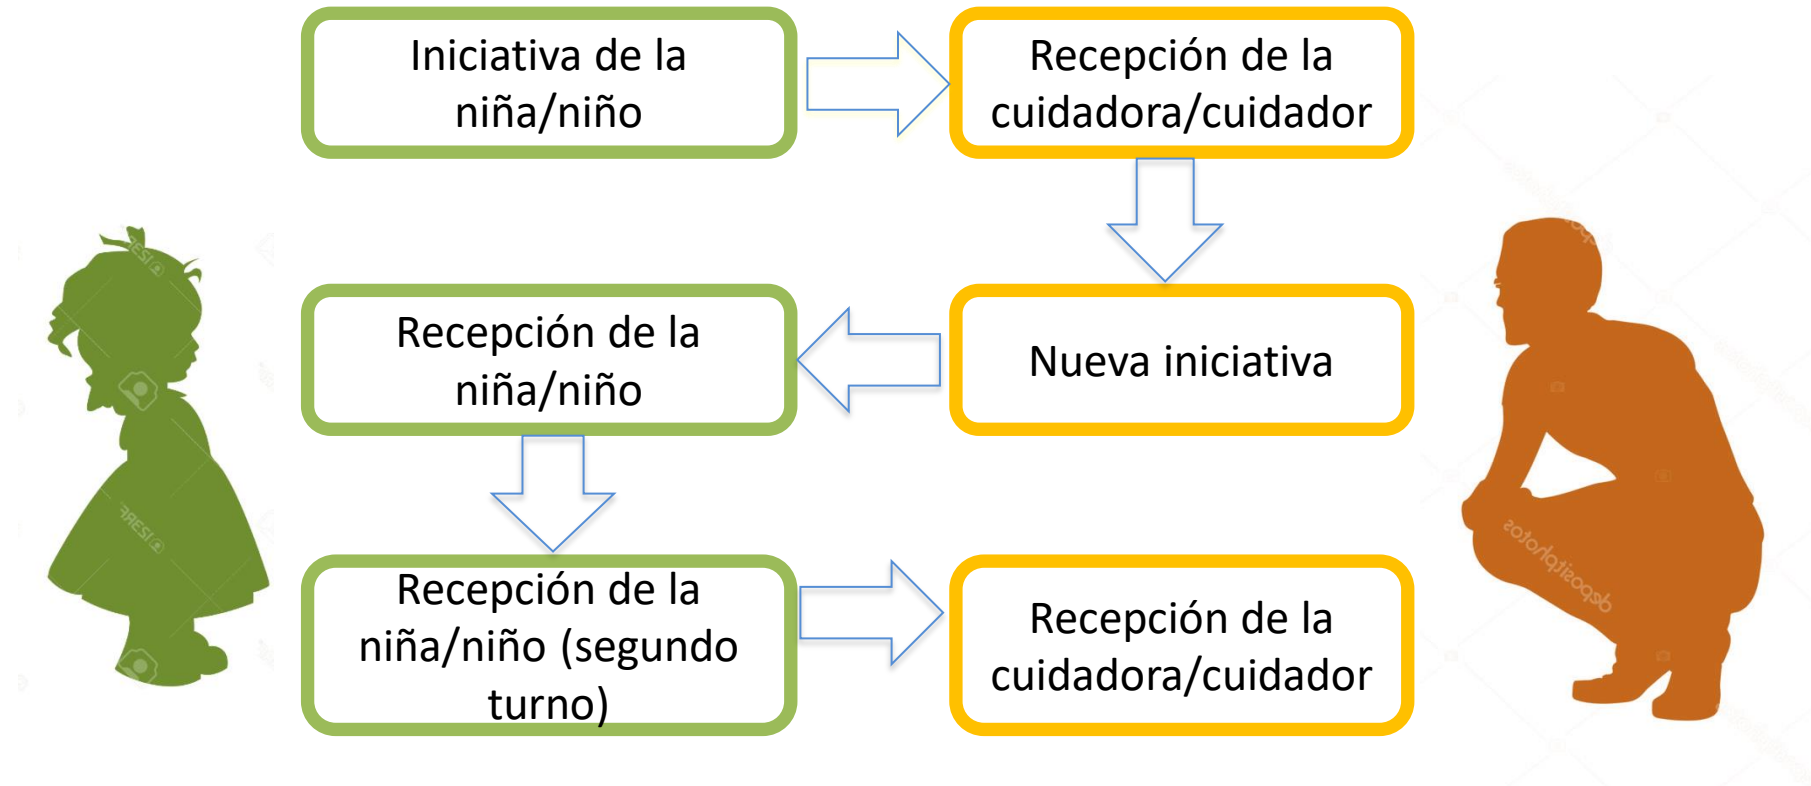 Iniciativa de la
niña/niño
Recepción de la
cuidadora/cuidador
Recepción de la
niña/niño
Nueva iniciativa
Recepción de la
niña/niño (segundo
turno)
Recepción de la
cuidadora/cuidador
depositphotos